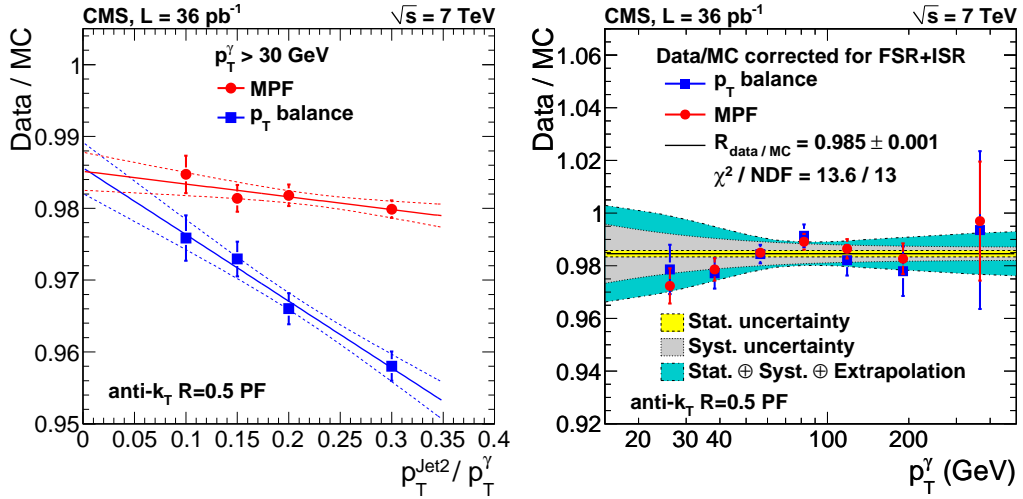 CMS, L = 36 pb⁻¹ √s = 7 TeV
Data / MC
1
0.99
0.98
0.97
0.96
0.95
p_T^γ > 30 GeV
MPF
p_T balance
anti-k_T R=0.5 PF
0 0.05 0.1 0.15 0.2 0.25 0.3 0.35 0.4
p_T^Jet2 / p_T^γ
CMS, L = 36 pb⁻¹ √s = 7 TeV
Data / MC
1.08
1.06
1.04
1.02
1
0.98
0.96
0.94
0.92
Data/MC corrected for FSR+ISR
p_T balance
MPF
R_data / MC = 0.985 ± 0.001
χ² / NDF = 13.6 / 13
Stat. uncertainty
Syst. uncertainty
Stat. ⊕ Syst. ⊕ Extrapolation
anti-k_T R=0.5 PF
20 30 40 100 200
p_T^γ (GeV)